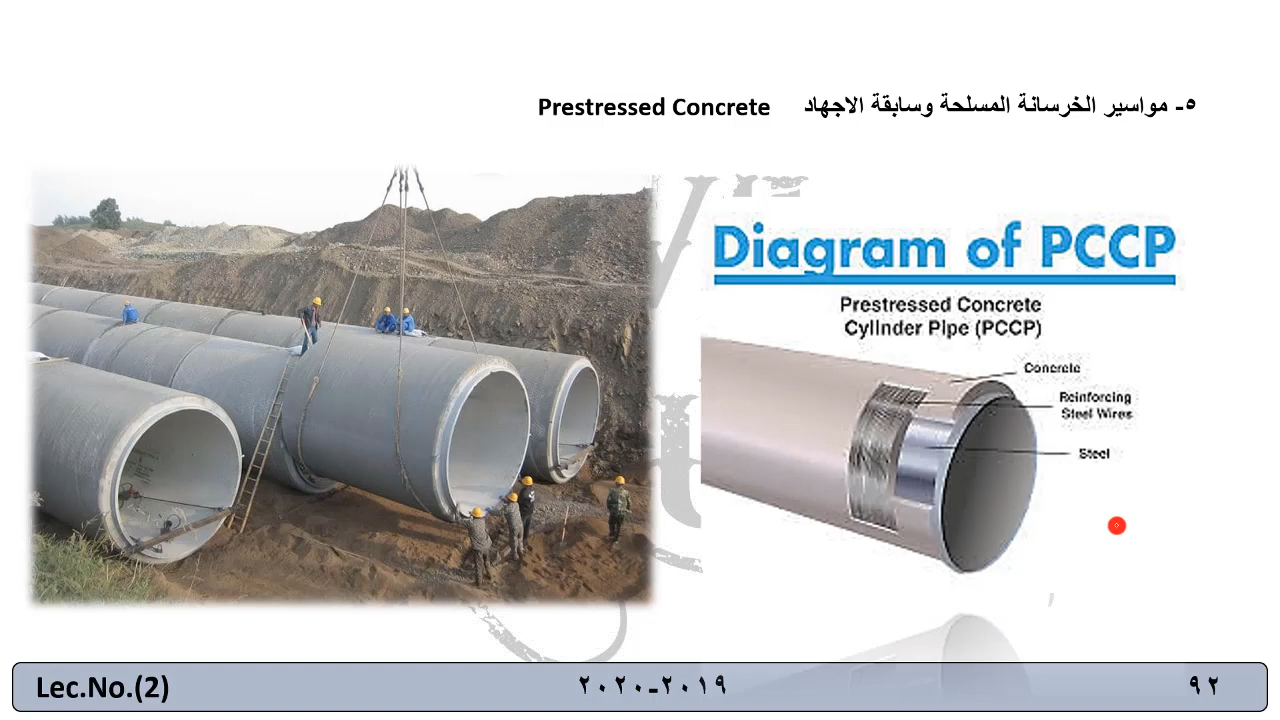 ٥- مواسير الخرسانة المسلحة وسابقة الاجهاد Prestressed Concrete
Diagram of PCCP
Prestressed Concrete
Cylinder Pipe (PCCP)
Concrete
Reinforcing
Steel Wires
Steel
Lec.No.(2)
٢٠١٩-٢٠٢٠
٩٢